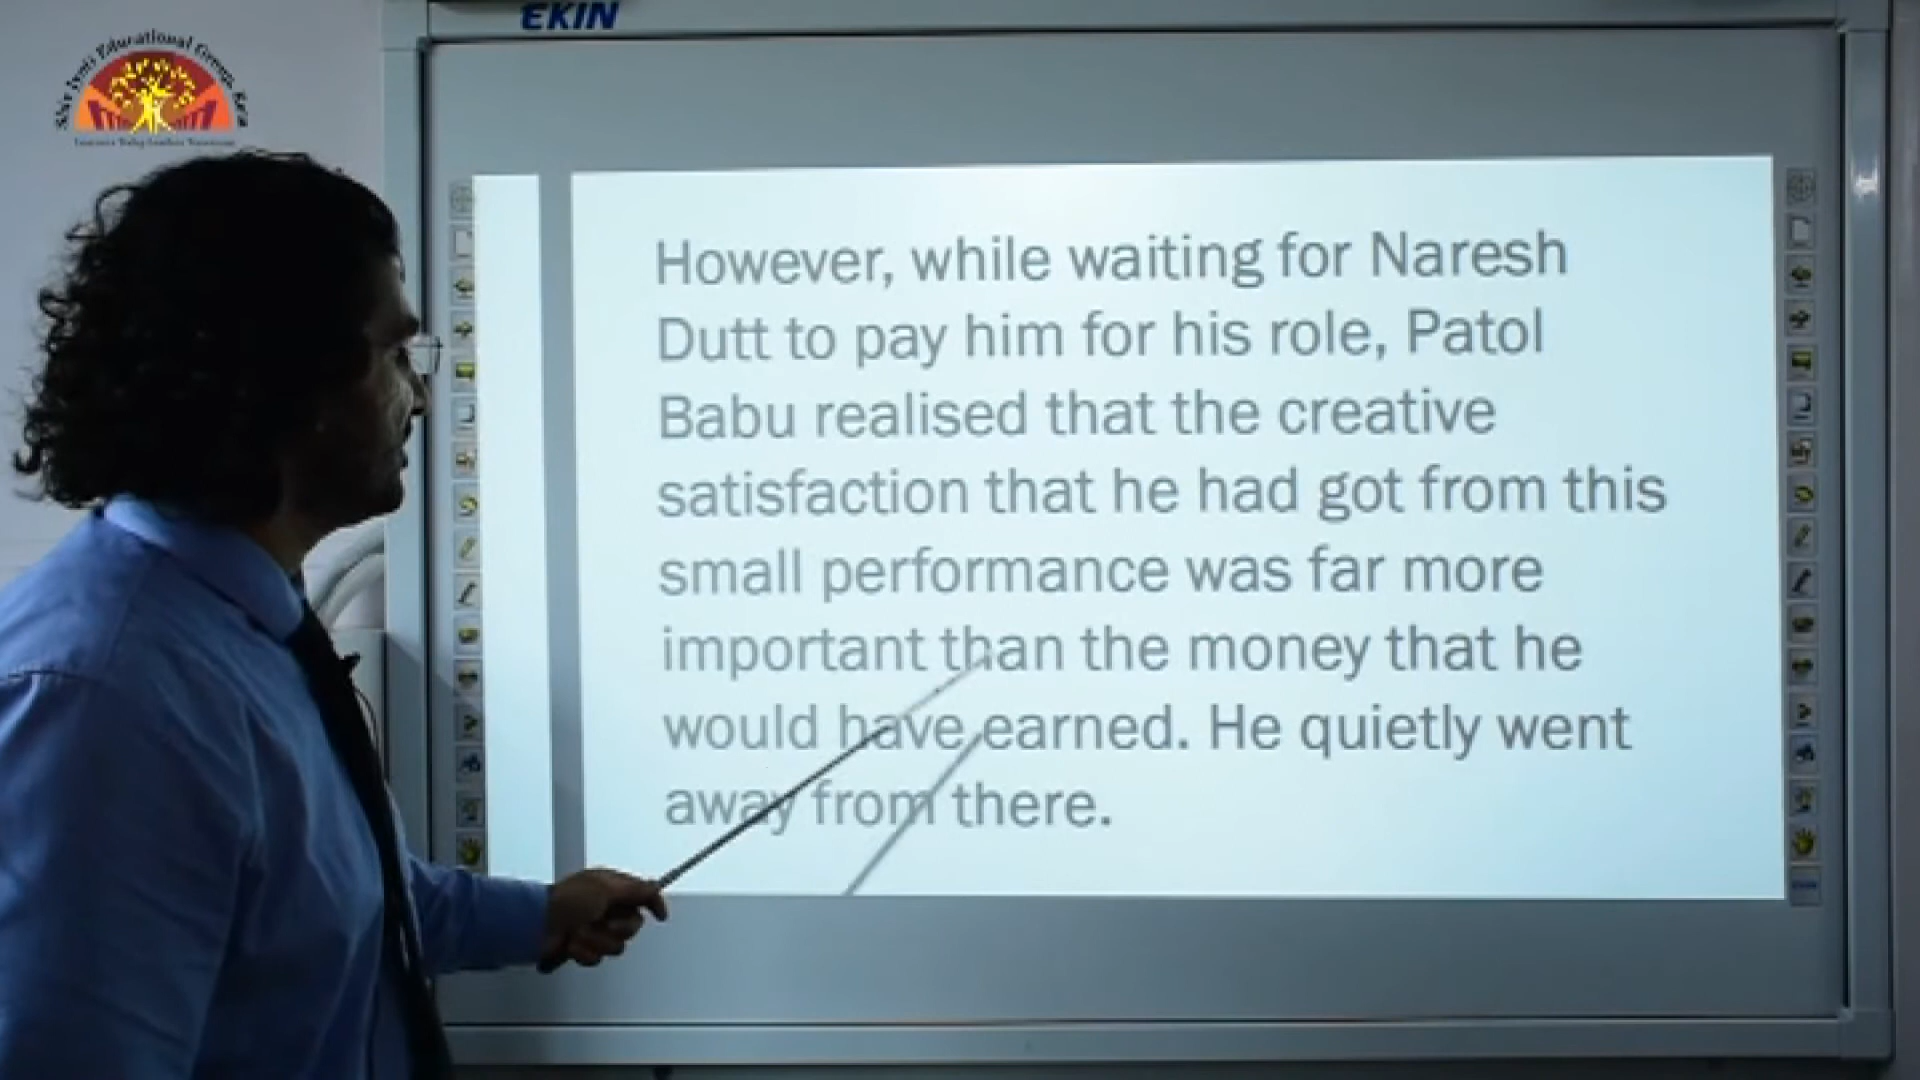 EKIN
However, while waiting for Naresh
Dutt to pay him for his role, Patol
Babu realised that the creative
satisfaction that he had got from this
small performance was far more
important than the money that he
would have earned. He quietly went
away from there.